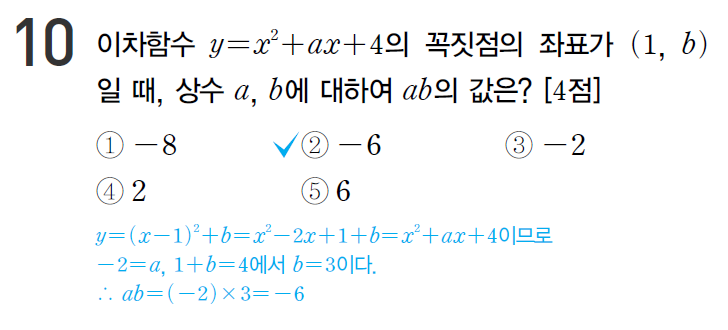 10 이차함수 y=x²+ax+4의 꼭짓점의 좌표가 (1, b)
일 때, 상수 a, b에 대하여 ab의 값은? [4점]
① -8 ✓② -6 ③ -2
④ 2 ⑤ 6
y=(x-1)²+b=x²-2x+1+b=x²+ax+4이므로
-2=a, 1+b=4에서 b=3이다.
∴ ab=(-2)×3=-6